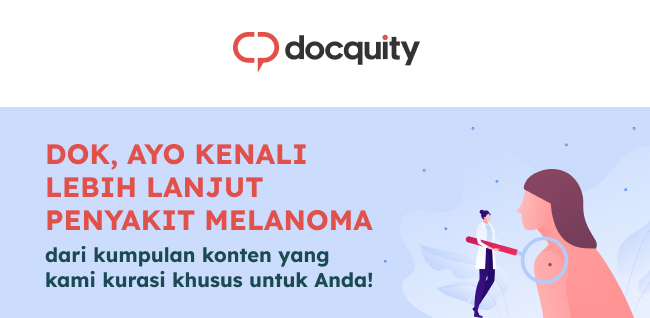 docquity
DOK, AYO KENALI
LEBIH LANJUT
PENYAKIT MELANOMA
dari kumpulan konten yang
kami kurasi khusus untuk Anda!